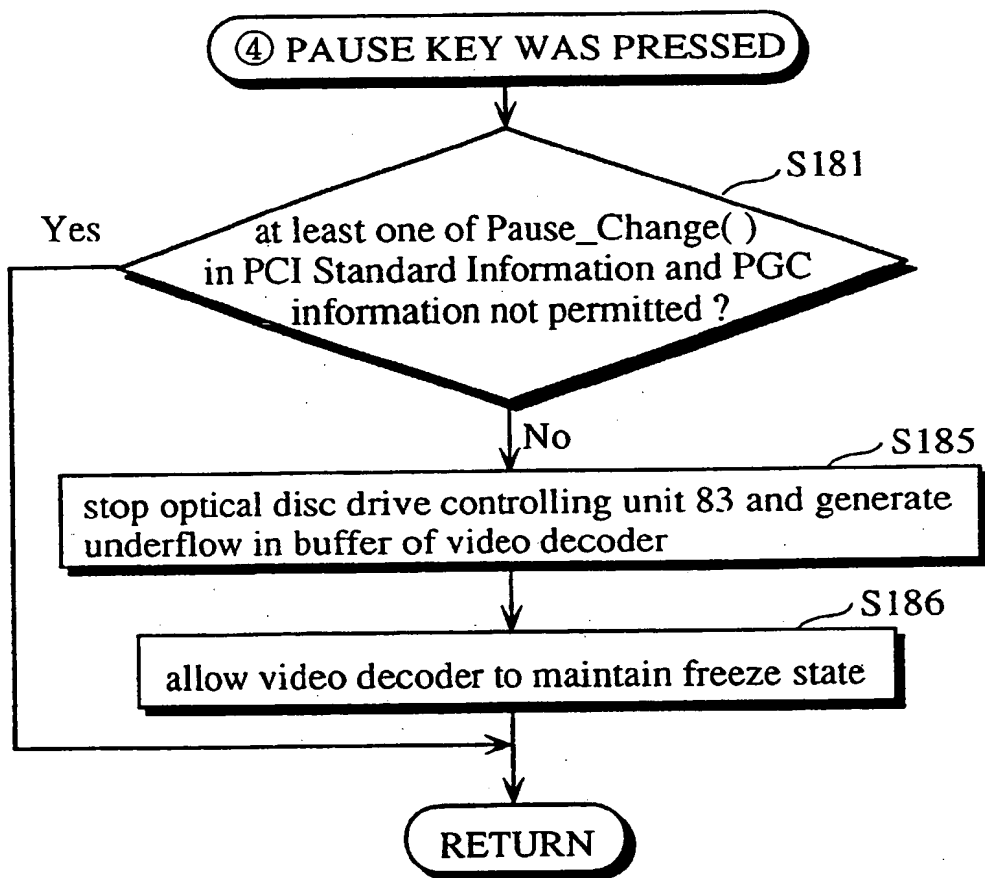 ④ PAUSE KEY WAS PRESSED
S181
Yes
at least one of Pause_Change( )
in PCI Standard Information and PGC
information not permitted ?
No
S185
stop optical disc drive controlling unit 83 and generate
underflow in buffer of video decoder
S186
allow video decoder to maintain freeze state
RETURN